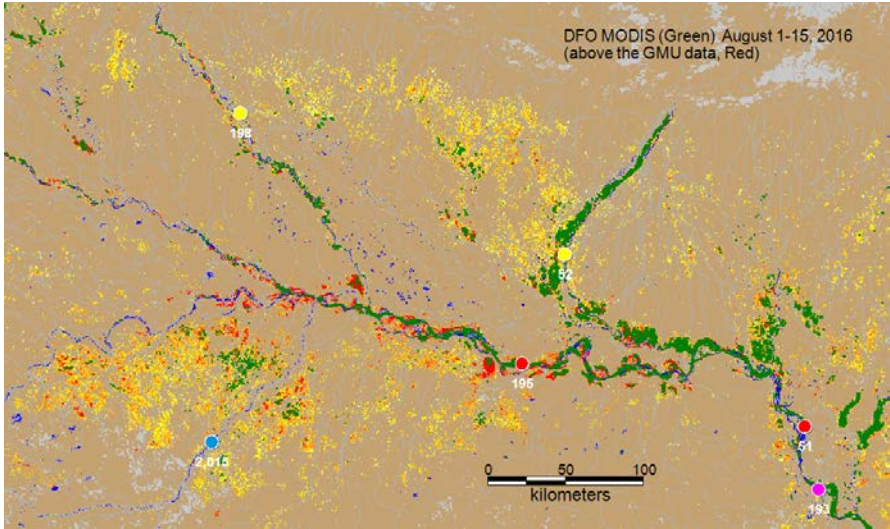 DFO MODIS (Green) August 1-15, 2016
(above the GMU data, Red)
198
52
195
2,015
51
193
0 50 100
kilometers